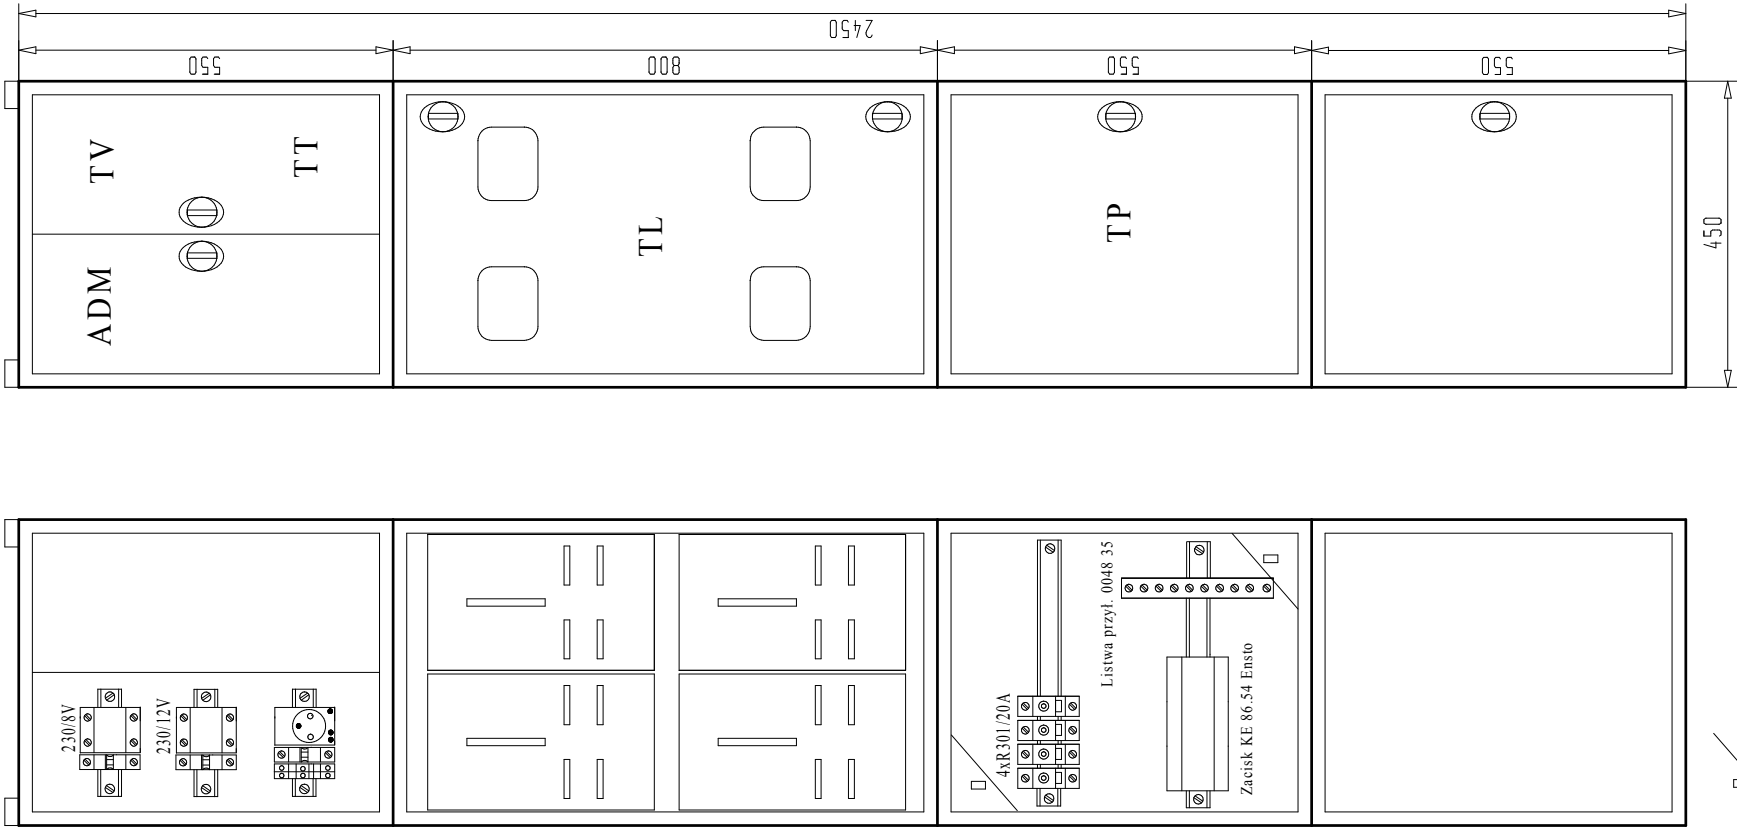 2450
550
800
550
550
450
TV
TT
ADM
TL
TP
230/8V
230/12V
4xR301/20A
Listwa przył. 0048 35
Zacisk KE 86.54 Ensto